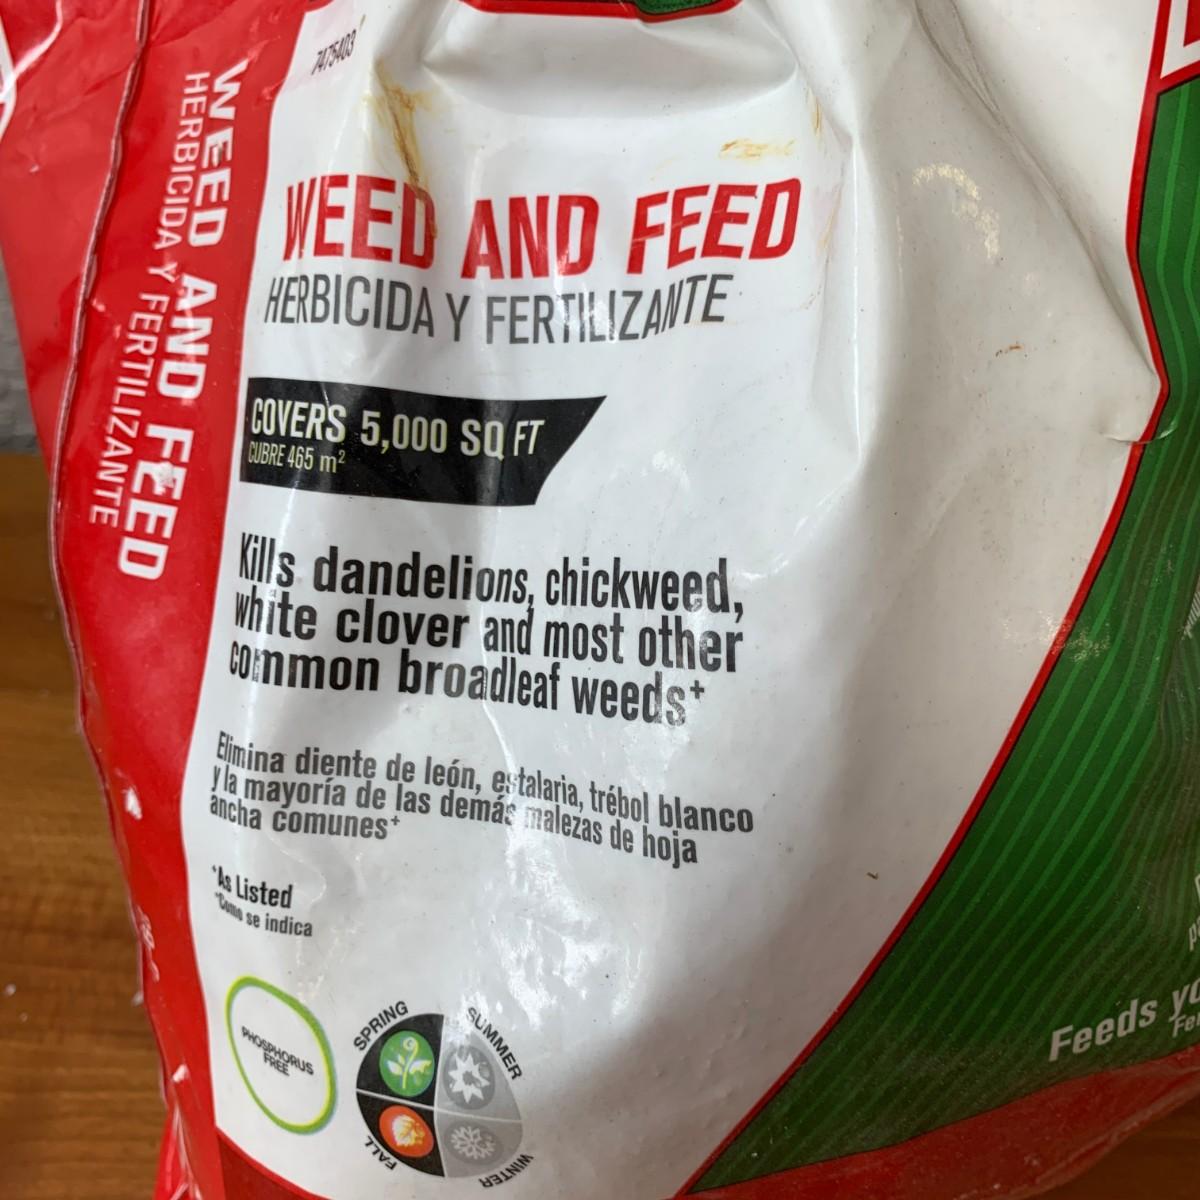 7475403
WEED AND FEED
HERBICIDA Y FERTILIZANTE
WEED AND FEED
HERBICIDA Y FERTILIZANTE
COVERS 5,000 SQ FT
CUBRE 465 m²
Kills dandelions, chickweed,
white clover and most other
common broadleaf weeds+
Elimina diente de león, estalaria, trébol blanco
y la mayoría de las demás malezas de hoja
ancha comunes+
+As Listed
+Como se indica
PHOSPHORUS
FREE
SPRING
SUMMER
FALL
WINTER
Feeds